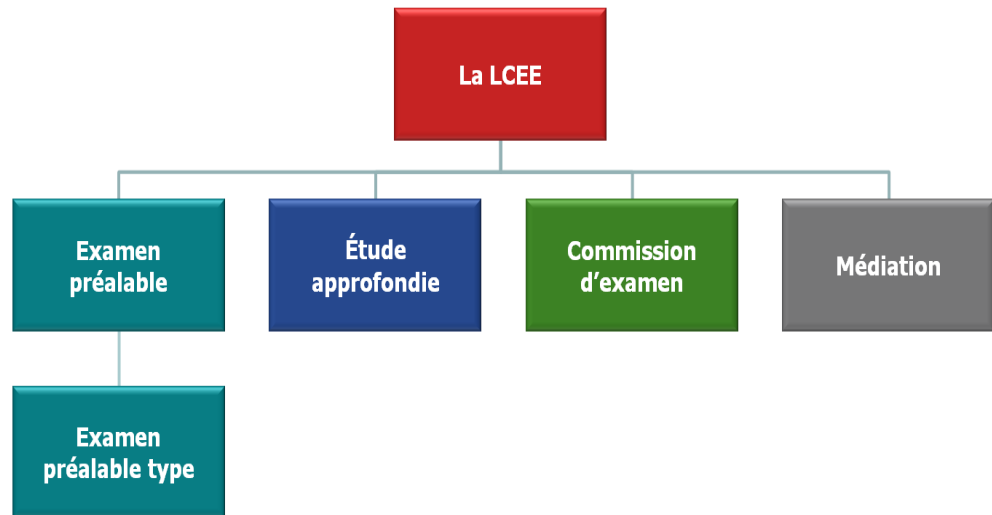 La LCEE
Examen
préalable
Étude
approfondie
Commission
d’examen
Médiation
Examen
préalable type